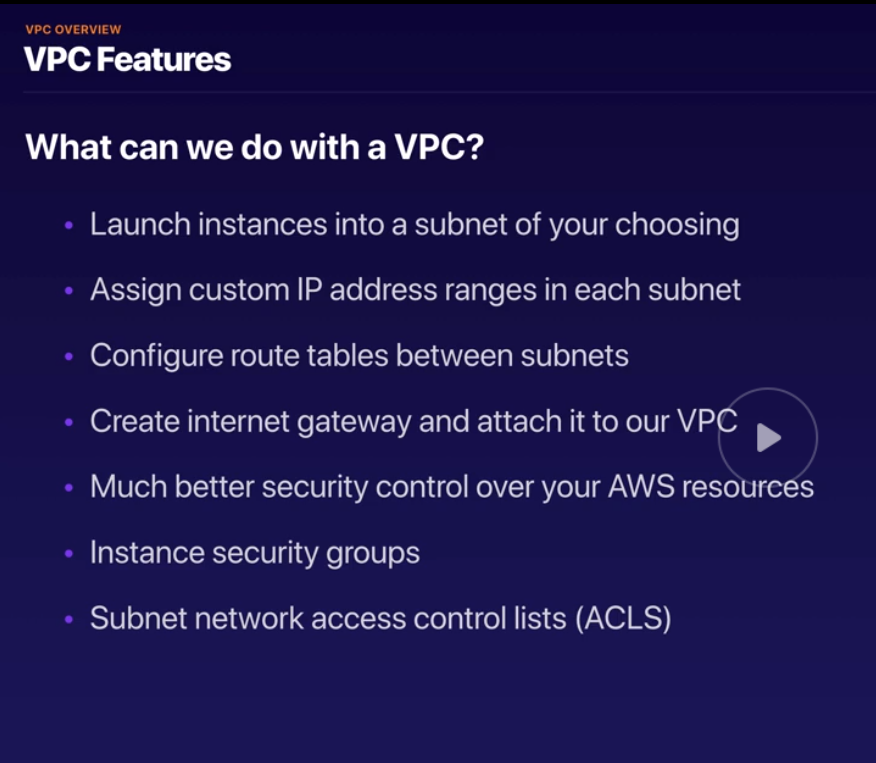 VPC OVERVIEW
VPC Features
What can we do with a VPC?
• Launch instances into a subnet of your choosing
• Assign custom IP address ranges in each subnet
• Configure route tables between subnets
• Create internet gateway and attach it to our VPC
• Much better security control over your AWS resources
• Instance security groups
• Subnet network access control lists (ACLS)